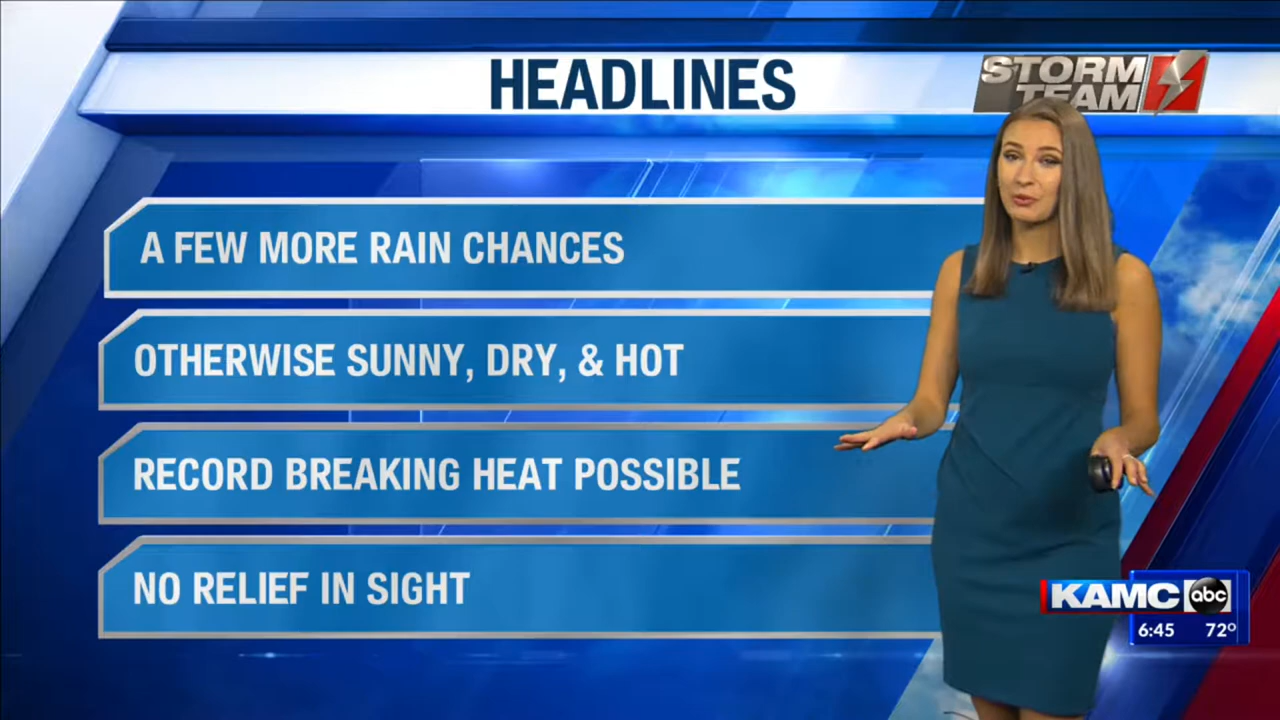 HEADLINES
STORM
TEAM
A FEW MORE RAIN CHANCES
OTHERWISE SUNNY, DRY, & HOT
RECORD BREAKING HEAT POSSIBLE
NO RELIEF IN SIGHT
KAMC abc
6:45 72°